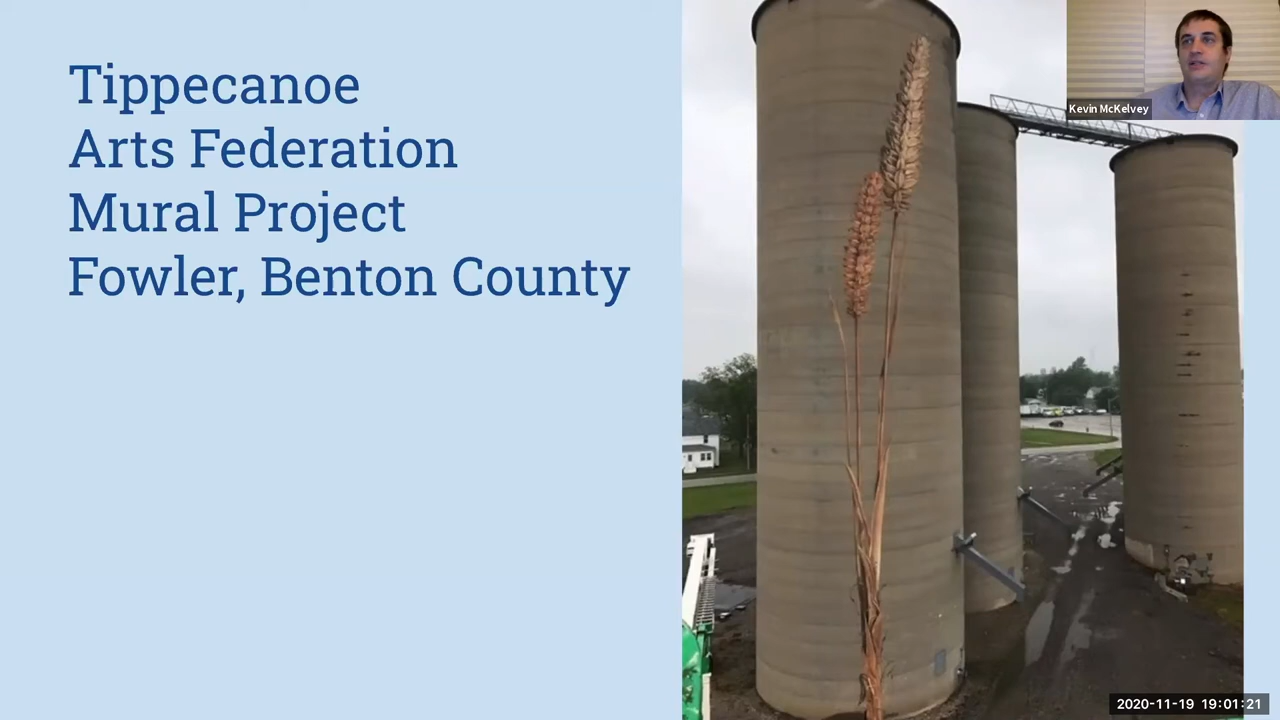 Tippecanoe
Arts Federation
Mural Project
Fowler, Benton County
Kevin McKelvey
2020-11-19 19:01:21